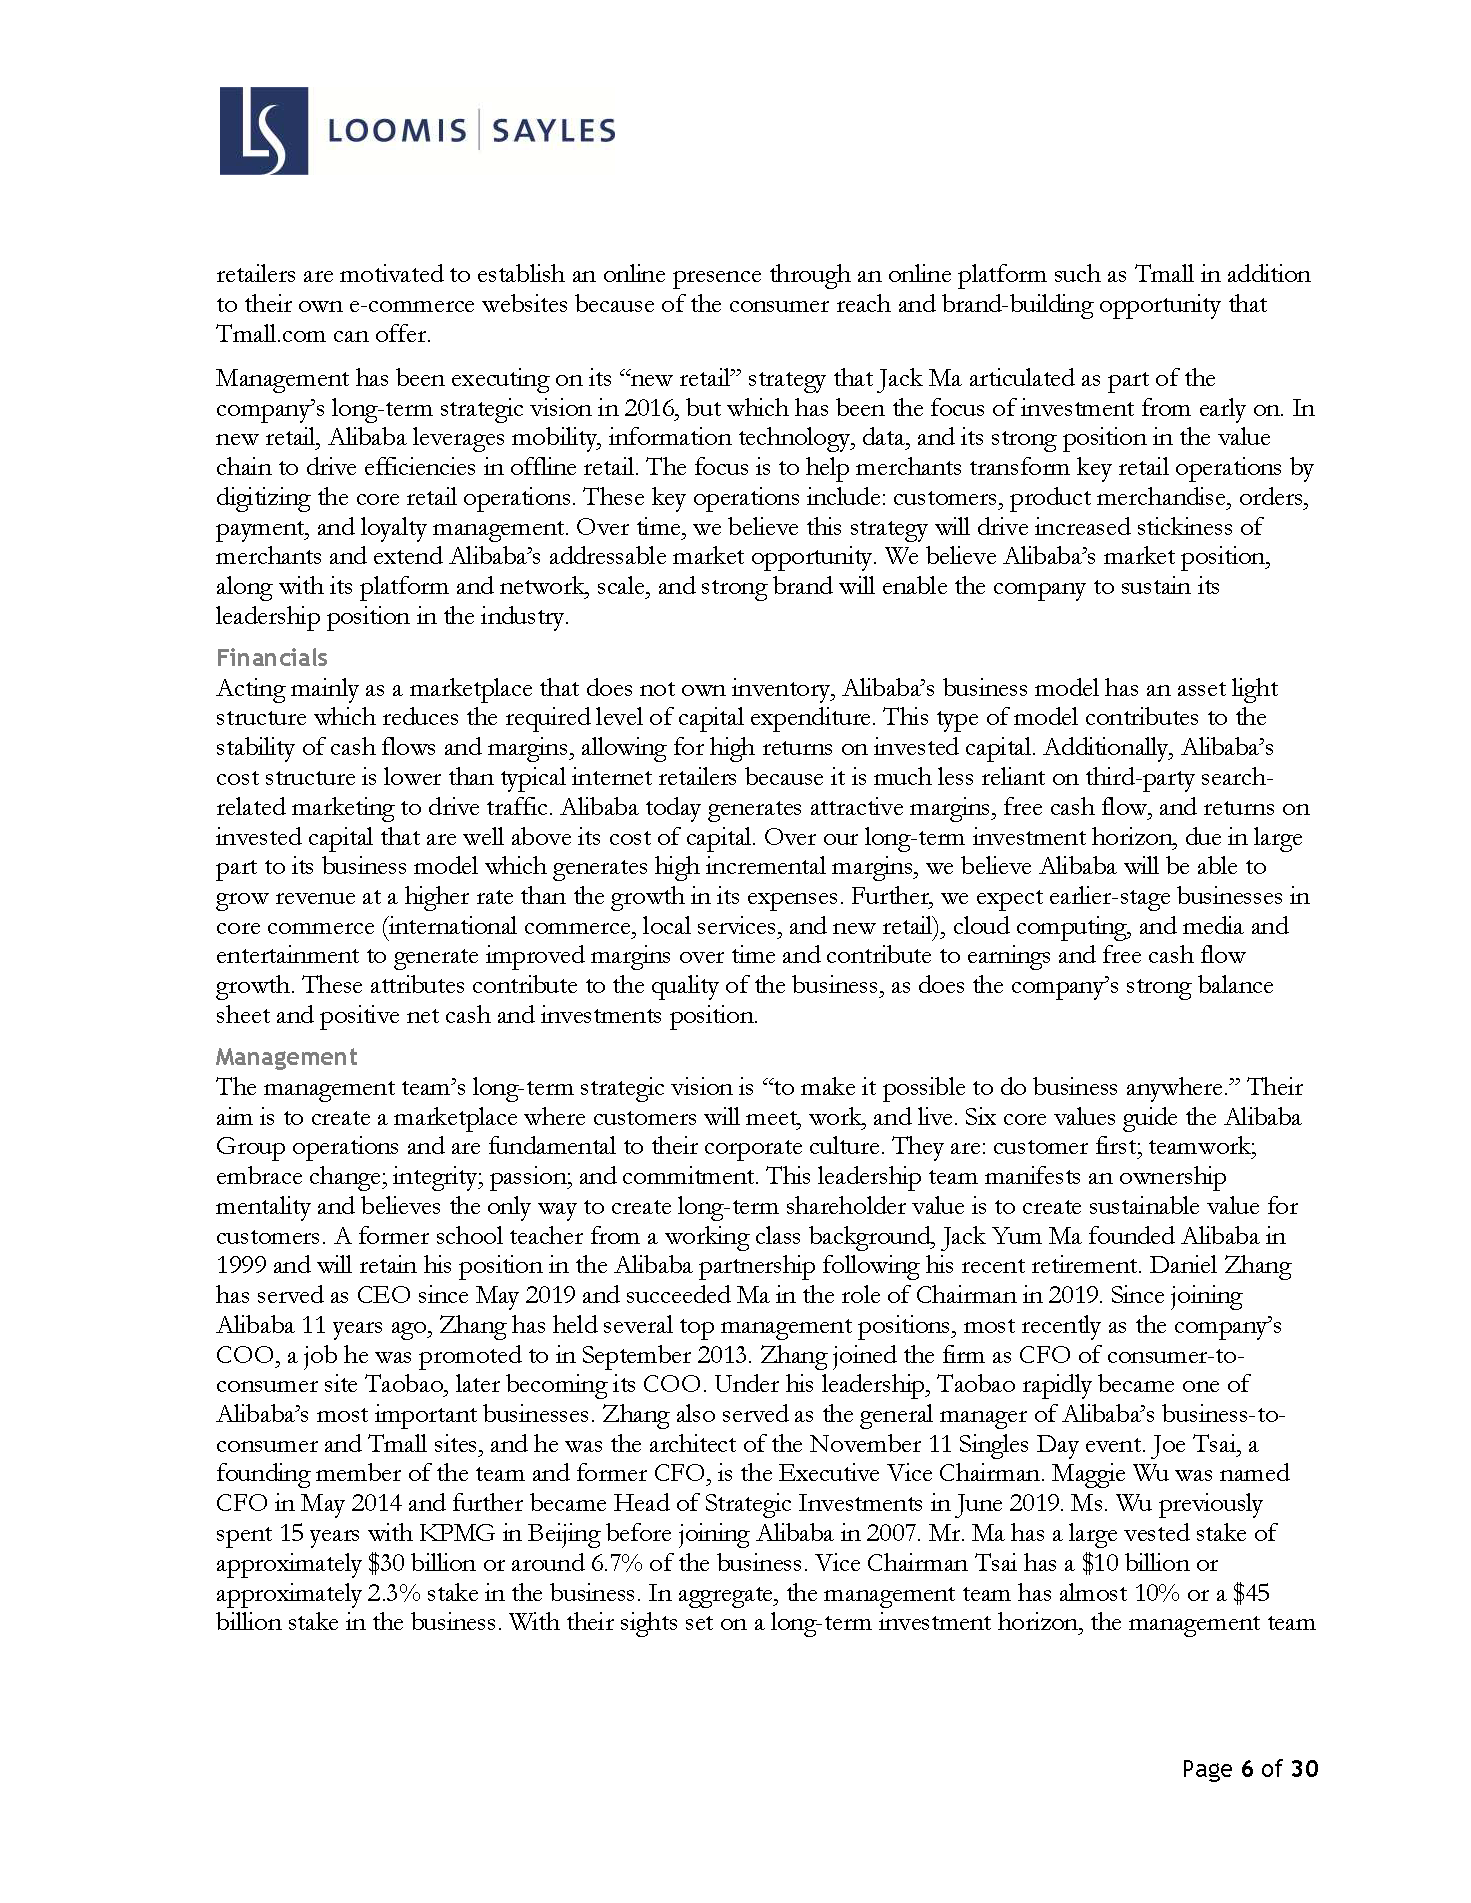 LS LOOMIS | SAYLES
retailers are motivated to establish an online presence through an online platform such as Tmall in addition
to their own e-commerce websites because of the consumer reach and brand-building opportunity that
Tmall.com can offer.
Management has been executing on its “new retail” strategy that Jack Ma articulated as part of the
company’s long-term strategic vision in 2016, but which has been the focus of investment from early on. In
new retail, Alibaba leverages mobility, information technology, data, and its strong position in the value
chain to drive efficiencies in offline retail. The focus is to help merchants transform key retail operations by
digitizing the core retail operations. These key operations include: customers, product merchandise, orders,
payment, and loyalty management. Over time, we believe this strategy will drive increased stickiness of
merchants and extend Alibaba’s addressable market opportunity. We believe Alibaba’s market position,
along with its platform and network, scale, and strong brand will enable the company to sustain its
leadership position in the industry.
Financials
Acting mainly as a marketplace that does not own inventory, Alibaba’s business model has an asset light
structure which reduces the required level of capital expenditure. This type of model contributes to the
stability of cash flows and margins, allowing for high returns on invested capital. Additionally, Alibaba’s
cost structure is lower than typical internet retailers because it is much less reliant on third-party search-
related marketing to drive traffic. Alibaba today generates attractive margins, free cash flow, and returns on
invested capital that are well above its cost of capital. Over our long-term investment horizon, due in large
part to its business model which generates high incremental margins, we believe Alibaba will be able to
grow revenue at a higher rate than the growth in its expenses. Further, we expect earlier-stage businesses in
core commerce (international commerce, local services, and new retail), cloud computing, and media and
entertainment to generate improved margins over time and contribute to earnings and free cash flow
growth. These attributes contribute to the quality of the business, as does the company’s strong balance
sheet and positive net cash and investments position.
Management
The management team’s long-term strategic vision is “to make it possible to do business anywhere.” Their
aim is to create a marketplace where customers will meet, work, and live. Six core values guide the Alibaba
Group operations and are fundamental to their corporate culture. They are: customer first; teamwork;
embrace change; integrity; passion; and commitment. This leadership team manifests an ownership
mentality and believes the only way to create long-term shareholder value is to create sustainable value for
customers. A former school teacher from a working class background, Jack Yum Ma founded Alibaba in
1999 and will retain his position in the Alibaba partnership following his recent retirement. Daniel Zhang
has served as CEO since May 2019 and succeeded Ma in the role of Chairman in 2019. Since joining
Alibaba 11 years ago, Zhang has held several top management positions, most recently as the company’s
COO, a job he was promoted to in September 2013. Zhang joined the firm as CFO of consumer-to-
consumer site Taobao, later becoming its COO. Under his leadership, Taobao rapidly became one of
Alibaba’s most important businesses. Zhang also served as the general manager of Alibaba’s business-to-
consumer and Tmall sites, and he was the architect of the November 11 Singles Day event. Joe Tsai, a
founding member of the team and former CFO, is the Executive Vice Chairman. Maggie Wu was named
CFO in May 2014 and further became Head of Strategic Investments in June 2019. Ms. Wu previously
spent 15 years with KPMG in Beijing before joining Alibaba in 2007. Mr. Ma has a large vested stake of
approximately $30 billion or around 6.7% of the business. Vice Chairman Tsai has a $10 billion or
approximately 2.3% stake in the business. In aggregate, the management team has almost 10% or a $45
billion stake in the business. With their sights set on a long-term investment horizon, the management team
Page 6 of 30